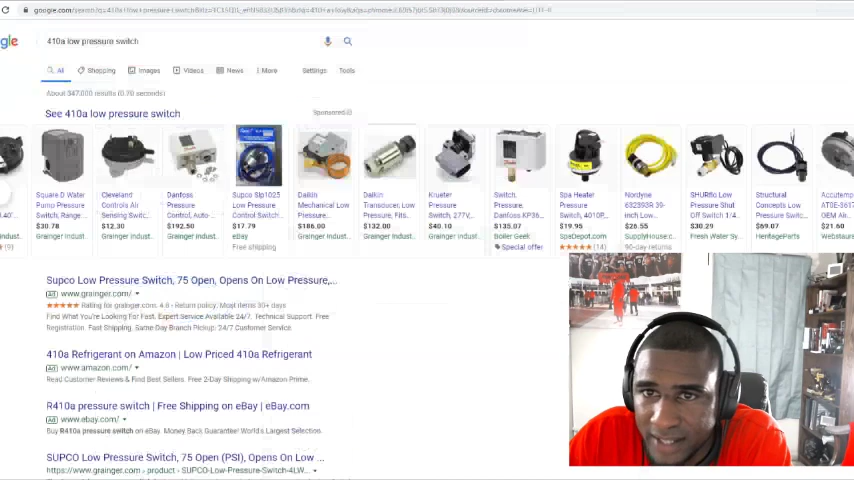 google.com/search
gle
410a low pressure switch
All Shopping Images Videos News More Settings Tools
About 347,000 results (0.70 seconds)
See 410a low pressure switch
Sponsored
Square D Water
Pump Pressure
Switch, Range...
$30.78
Grainger Indust...
Cleveland
Controls Air
Sensing Switc...
$12.30
Grainger Indust...
Danfoss
Pressure
Control, Auto...
$192.50
Grainger Indust...
Supco Slp1025
Low Pressure
Control Switch...
$17.79
eBay
Free shipping
Daikin
Mechanical Low
Pressure...
$186.00
Grainger Indust...
Daikin
Transducer, Low
Pressure, Fits...
$132.00
Grainger Indust...
Krueter
Pressure
Switch, 277V,
$40.10
Grainger Indust...
Switch,
Pressure,
Danfoss KP36...
$135.07
Boiler Geek
Special offer
Spa Heater
Pressure
Switch, 4010P...
$19.95
SpaDepot.com
(14)
Nordyne
632393R 39-
inch Low...
$26.55
SupplyHouse.c...
90-day returns
SHURflo Low
Pressure Shut
Off Switch 1/4...
$30.29
Fresh Water Sy...
Structural
Concepts Low
Pressure Switc...
$69.07
HeritageParts
Accutemp
OEM Air...
$21.60
Webstaura
Supco Low Pressure Switch, 75 Open, Opens On Low Pressure,...
Ad www.grainger.com/
Rating for grainger.com: 4.8 - Return policy: Most items 30+ days
Find What You're Looking For Fast. Expert Service Available 24/7. Technical Support. Free
Registration. Fast Shipping. Same Day Branch Pickup. 24/7 Customer Service.
410a Refrigerant on Amazon | Low Priced 410a Refrigerant
Ad www.amazon.com/
Read Customer Reviews & Find Best Sellers. Free 2-Day Shipping w/Amazon Prime.
R410a pressure switch | Free Shipping on eBay | eBay.com
Ad www.ebay.com/
Buy R410a pressure switch on eBay. Money Back Guarantee! World's Largest Selection.
SUPCO Low Pressure Switch, 75 Open (PSI), Opens On Low ...
https://www.grainger.com › product › SUPCO-Low-Pressure-Switch-4LW...